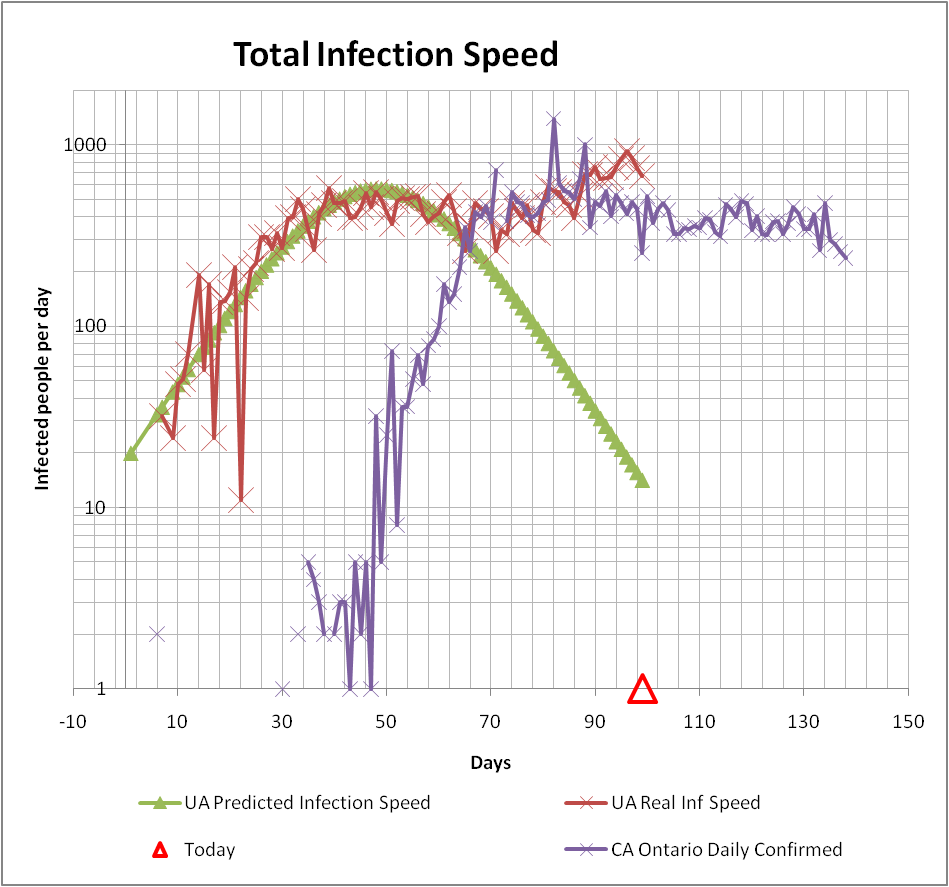 Total Infection Speed
1000
100
10
1
Infected people per day
-10 10 30 50 70 90 110 130 150
Days
UA Predicted Infection Speed
UA Real Inf Speed
Today
CA Ontario Daily Confirmed